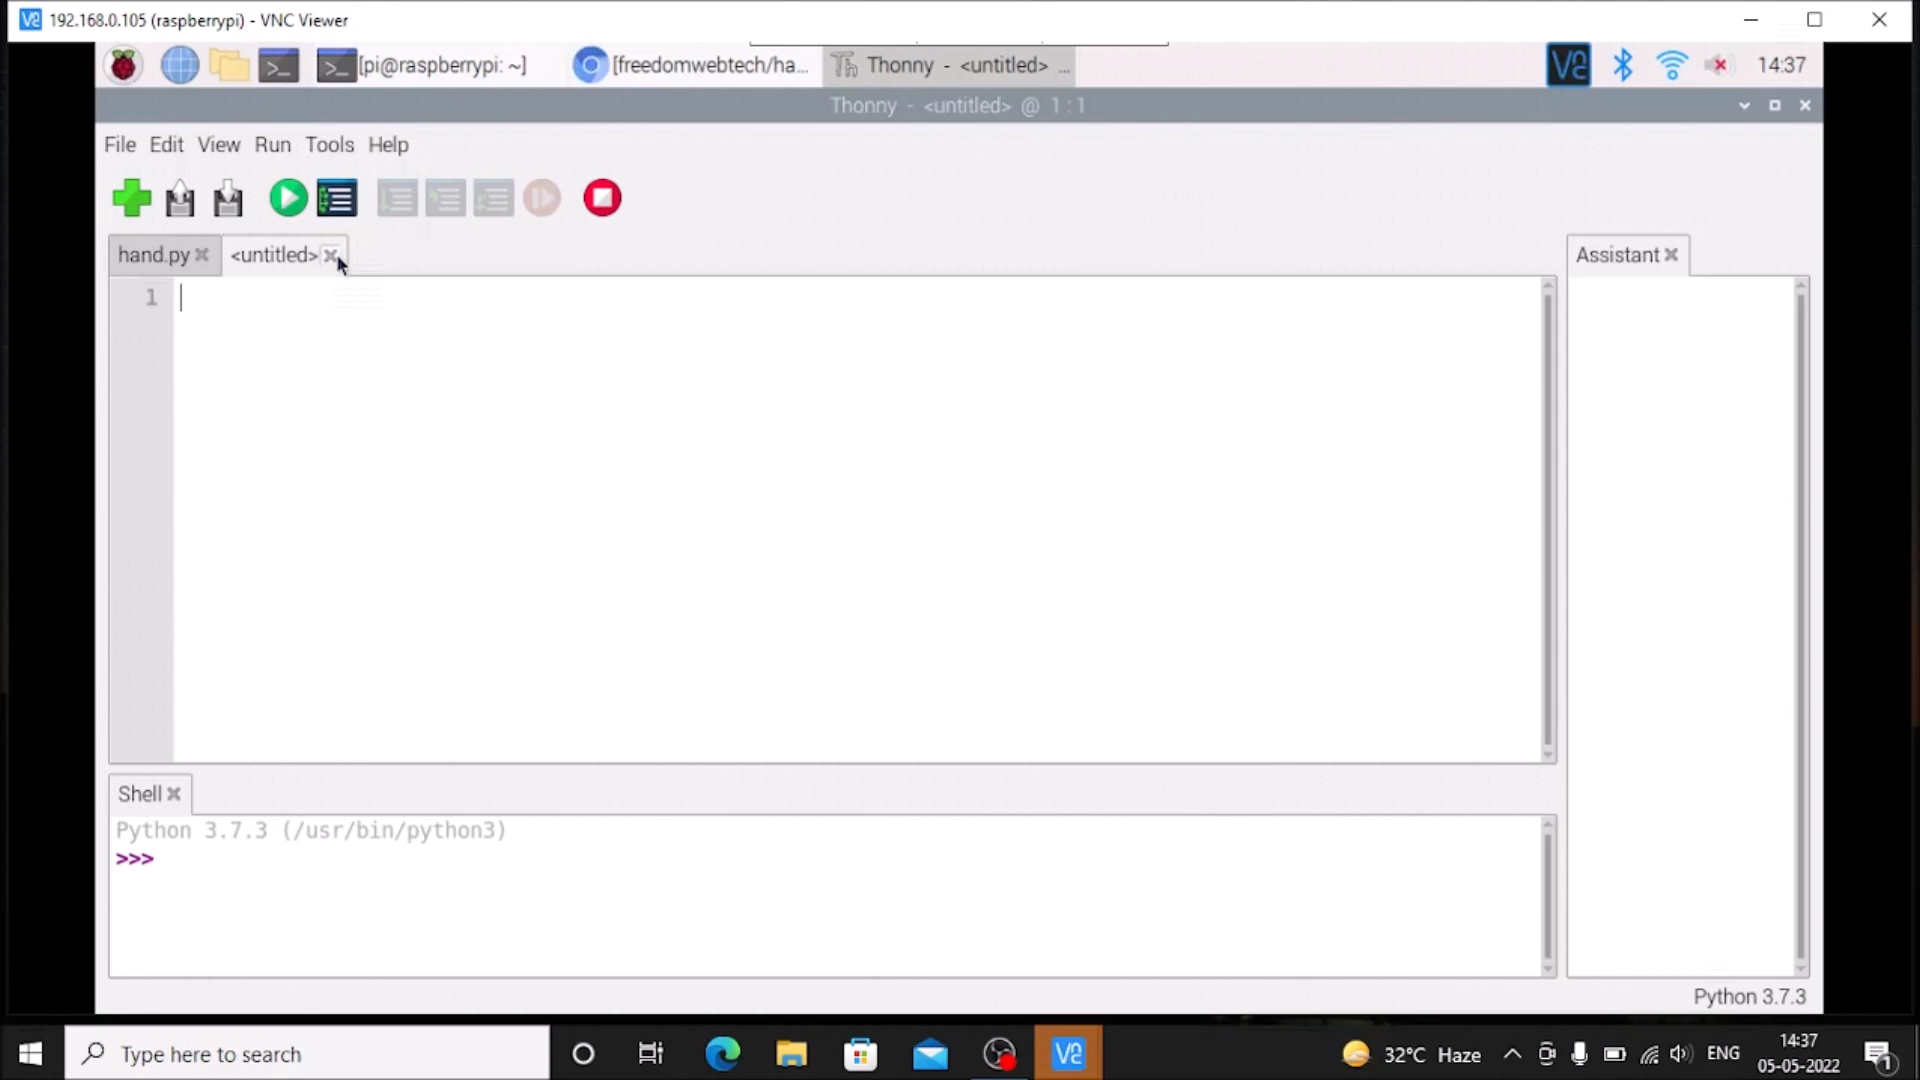 192.168.0.105 (raspberrypi) - VNC Viewer
[pi@raspberrypi: ~]
[freedomwebtech/ha...
Thonny - <untitled> ...
14:37
Thonny - <untitled> @ 1:1
File Edit View Run Tools Help
hand.py
<untitled>
Assistant
1
Shell
Python 3.7.3 (/usr/bin/python3)
>>>
Python 3.7.3
Type here to search
32°C Haze
ENG
14:37
05-05-2022
1